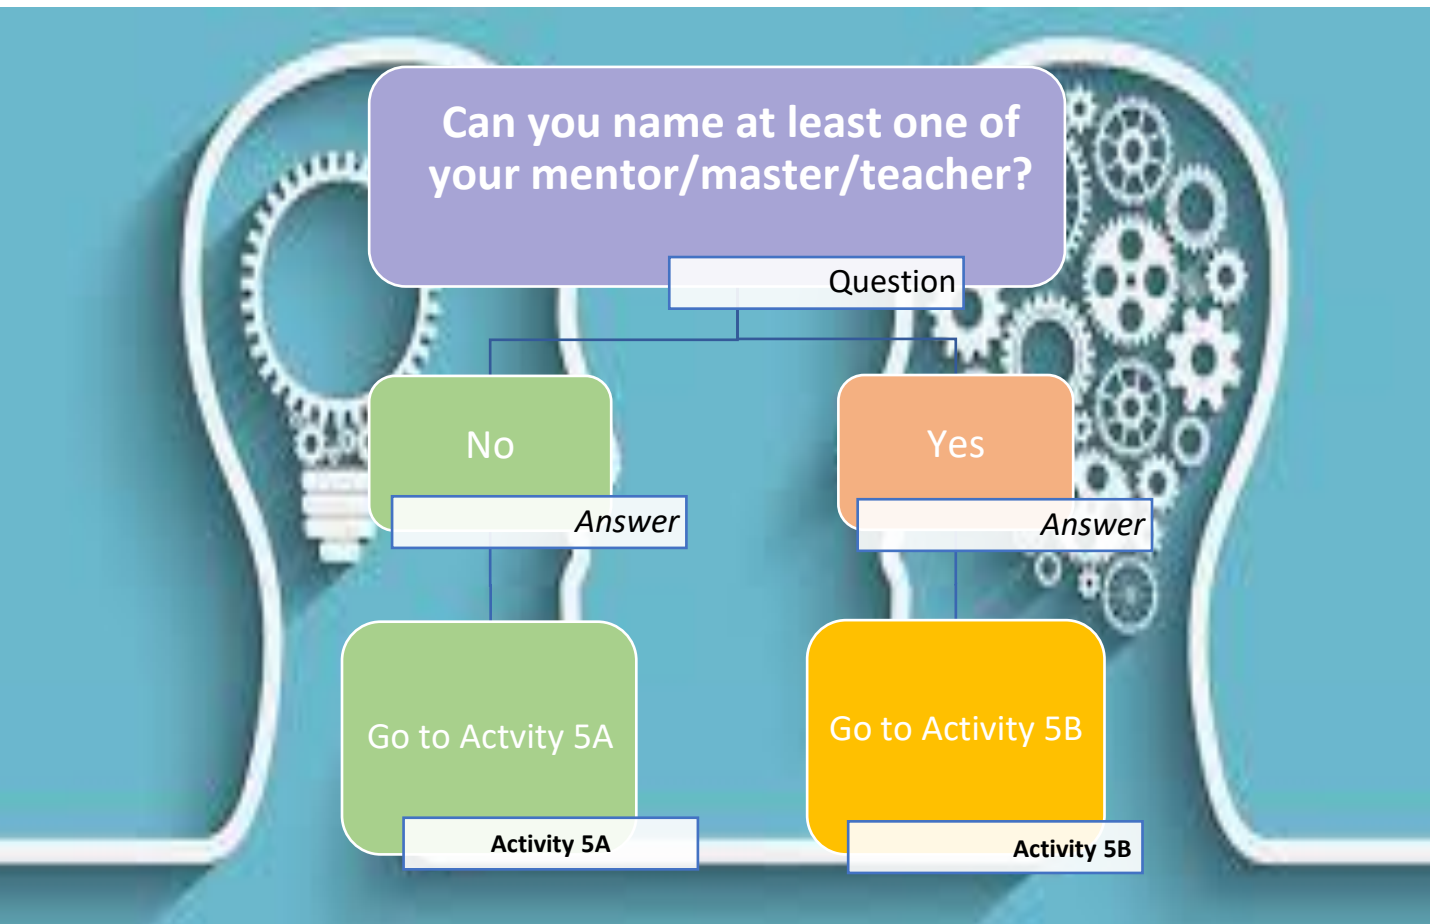 Can you name at least one of
your mentor/master/teacher?
Question
No
Yes
Answer
Answer
Go to Actvity 5A
Go to Activity 5B
Activity 5A
Activity 5B